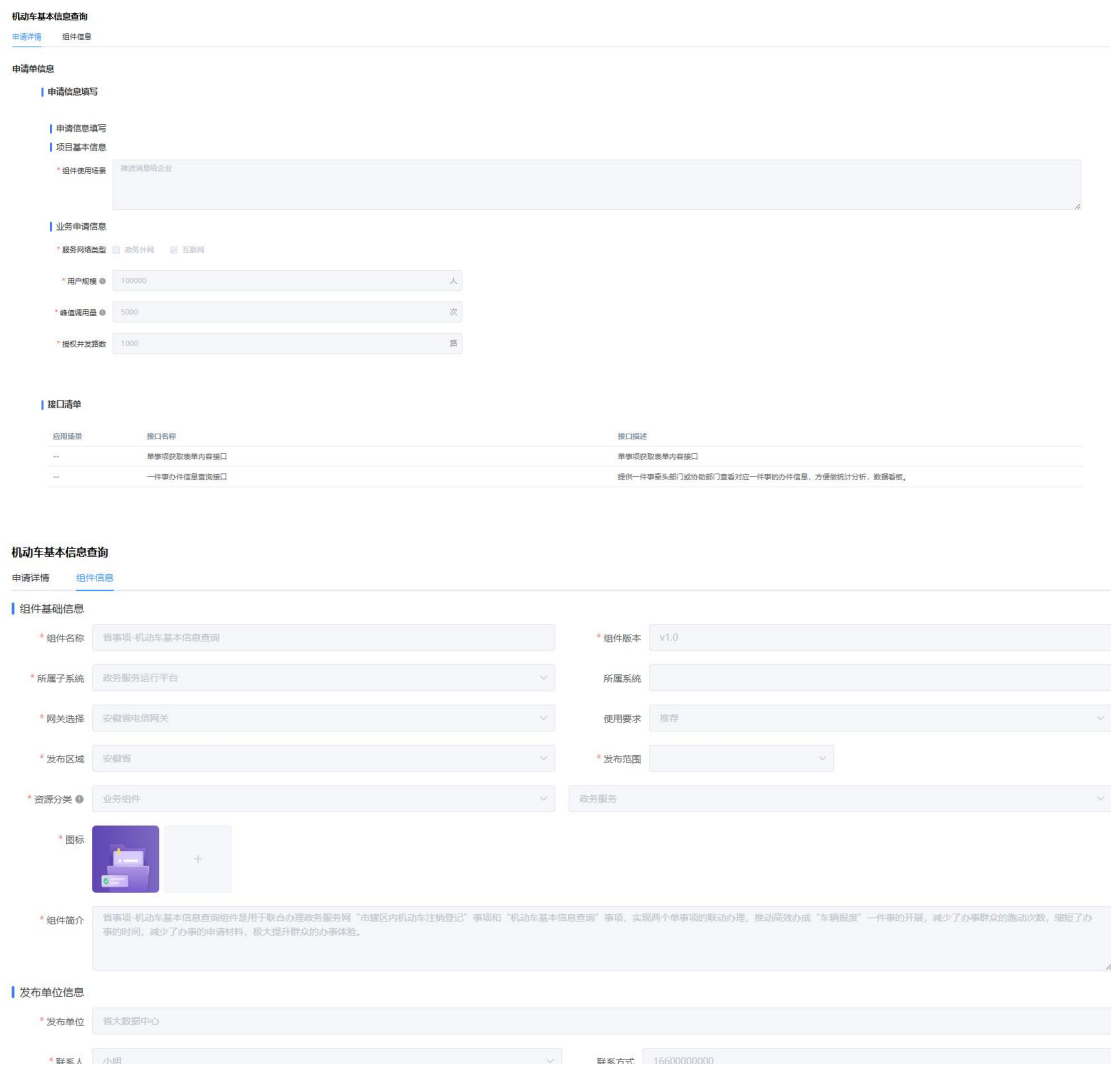 机动车基本信息查询
申请详情 组件信息
申请单信息
申请信息填写
申请信息填写
项目基本信息
* 组件使用场景 推送消息给企业
业务申请信息
* 服务网络类型 政务外网 互联网
* 用户规模 100000 人
* 峰值调用量 5000 次
* 授权并发路数 1000 路
接口清单
应用场景 接口名称 接口描述
-- 单事项获取表单内容接口 单事项获取表单内容接口
-- 一件事办件信息查询接口 提供一件事牵头部门或协助部门查看对应一件事的办件信息，方便做统计分析，数据看板。
机动车基本信息查询
申请详情 组件信息
组件基础信息
* 组件名称 省事项-机动车基本信息查询 * 组件版本 v1.0
* 所属子系统 政务服务运行平台 所属系统
* 网关选择 安徽省电信网关 使用要求 推荐
* 发布区域 安徽省 * 发布范围
* 资源分类 业务组件 政务服务
* 图标
* 组件简介 省事项-机动车基本信息查询组件是用于联合办理政务服务网“市辖区内机动车注销登记”事项和“机动车基本信息查询”事项，实现两个单事项的联动办理，推动高效办成“车辆报废”一件事的开展，减少了办事群众的跑动次数，缩短了办
事的时间，减少了办事的申请材料，极大提升群众的办事体验。
发布单位信息
* 发布单位 省大数据中心
* 联系人 小明 联系方式 16600000000